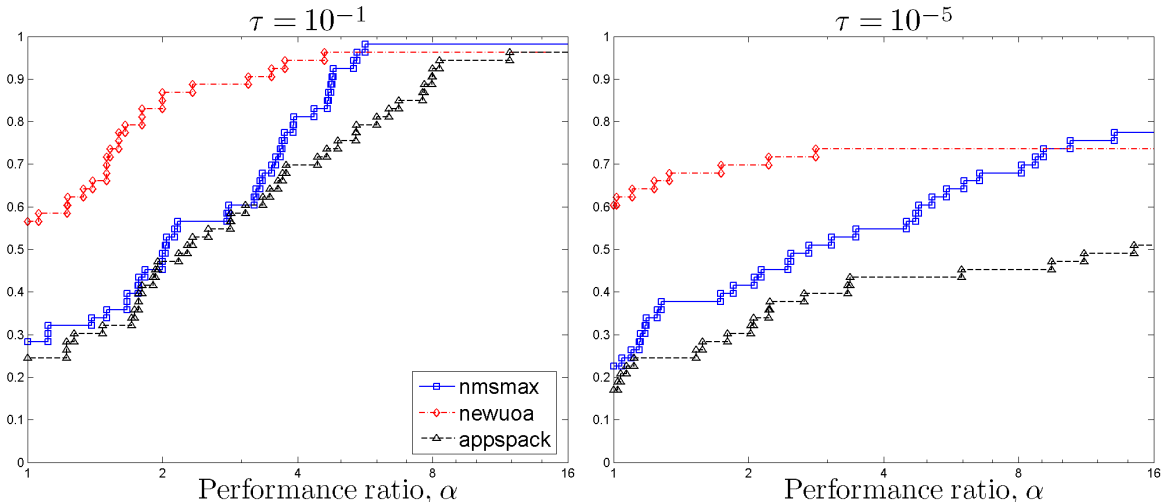 τ = 10⁻¹
1
0.9
0.8
0.7
0.6
0.5
0.4
0.3
0.2
0.1
0
1 2 4 8 16
Performance ratio, α
nmsmax
newuoa
appspack
τ = 10⁻⁵
1
0.9
0.8
0.7
0.6
0.5
0.4
0.3
0.2
0.1
0
1 2 4 8 16
Performance ratio, α